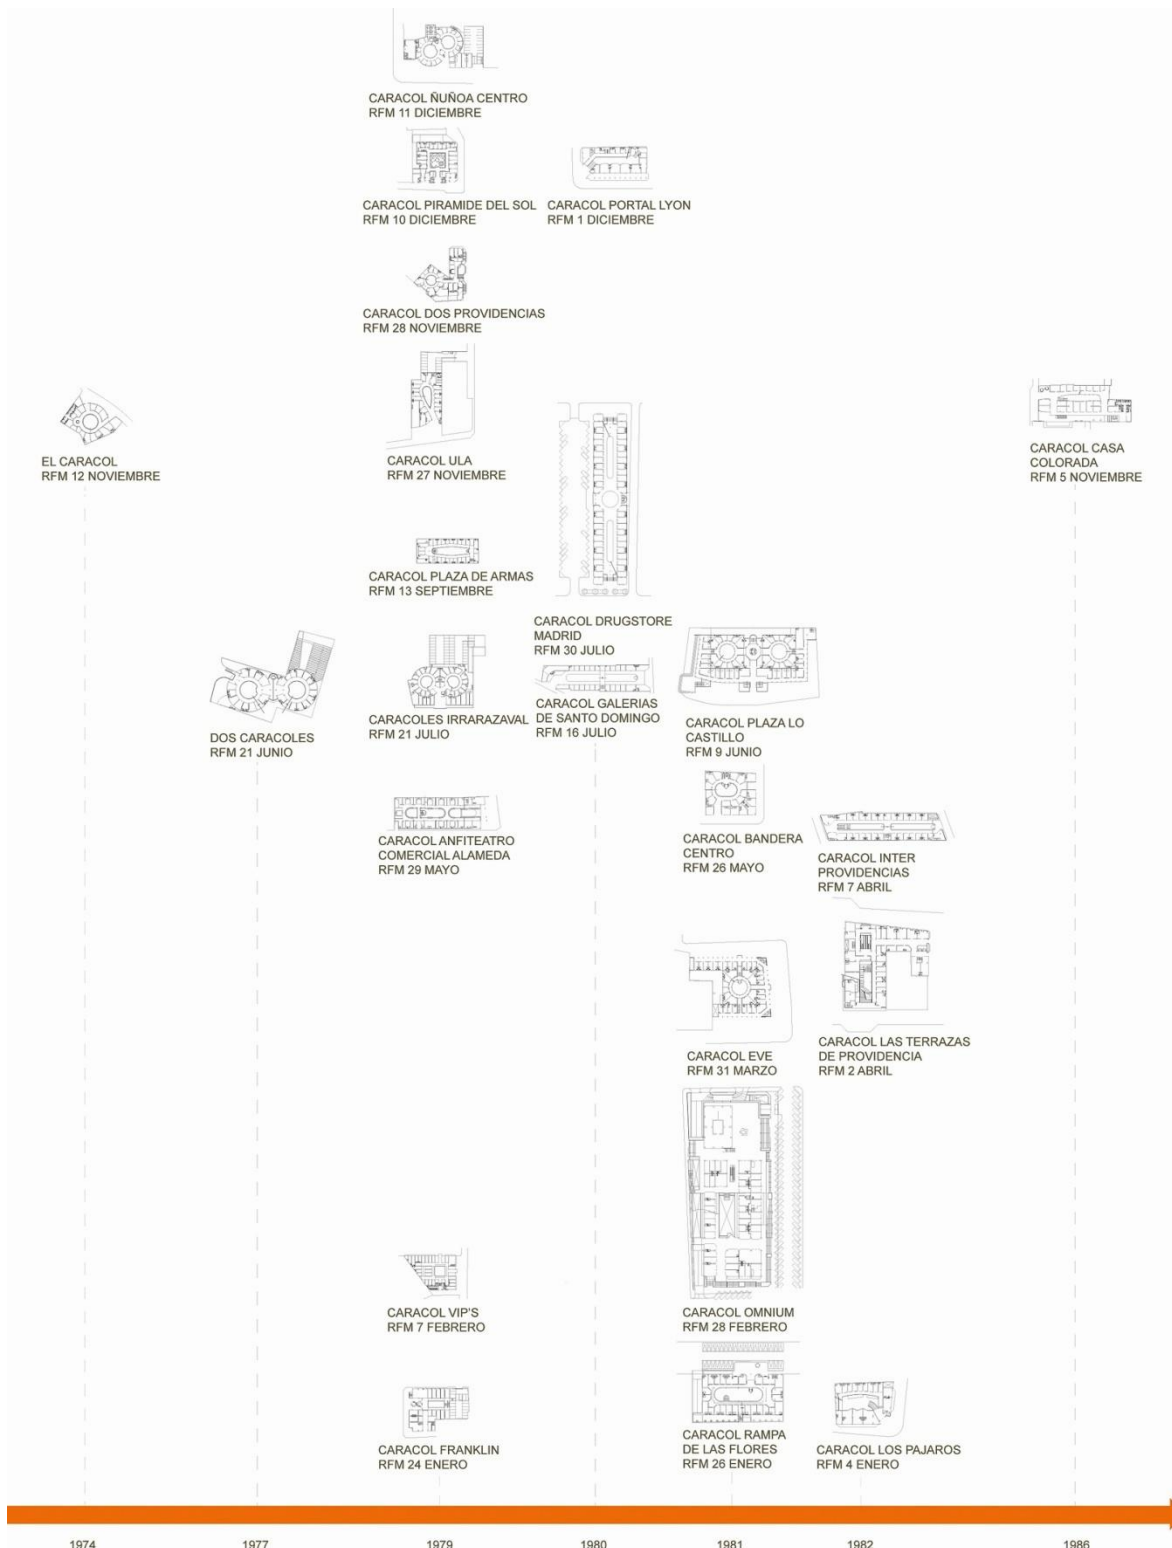 CARACOL ÑUÑOA CENTRO
RFM 11 DICIEMBRE
CARACOL PIRAMIDE DEL SOL
RFM 10 DICIEMBRE
CARACOL PORTAL LYON
RFM 1 DICIEMBRE
CARACOL DOS PROVIDENCIAS
RFM 28 NOVIEMBRE
EL CARACOL
RFM 12 NOVIEMBRE
CARACOL ULA
RFM 27 NOVIEMBRE
CARACOL CASA
COLORADA
RFM 5 NOVIEMBRE
CARACOL PLAZA DE ARMAS
RFM 13 SEPTIEMBRE
CARACOL DRUGSTORE
MADRID
RFM 30 JULIO
DOS CARACOLES
RFM 21 JUNIO
CARACOLES IRRARAZAVAL
RFM 21 JULIO
CARACOL GALERIAS
DE SANTO DOMINGO
RFM 16 JULIO
CARACOL PLAZA LO
CASTILLO
RFM 9 JUNIO
CARACOL ANFITEATRO
COMERCIAL ALAMEDA
RFM 29 MAYO
CARACOL BANDERA
CENTRO
RFM 26 MAYO
CARACOL INTER
PROVIDENCIAS
RFM 7 ABRIL
CARACOL EVE
RFM 31 MARZO
CARACOL LAS TERRAZAS
DE PROVIDENCIA
RFM 2 ABRIL
CARACOL VIP'S
RFM 7 FEBRERO
CARACOL OMNIUM
RFM 28 FEBRERO
CARACOL FRANKLIN
RFM 24 ENERO
CARACOL RAMPA
DE LAS FLORES
RFM 26 ENERO
CARACOL LOS PAJAROS
RFM 4 ENERO
1974
1977
1979
1980
1981
1982
1986